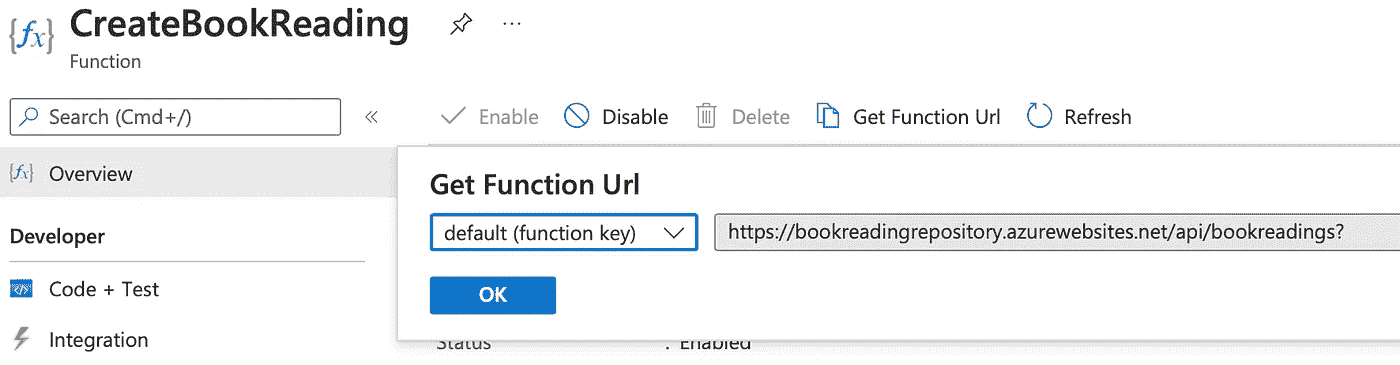 {fx} CreateBookReading ...
Function
Search (Cmd+/) «
Enable Disable Delete Get Function Url Refresh
{fx} Overview
Get Function Url
default (function key) https://bookreadingrepository.azurewebsites.net/api/bookreadings?
Developer
OK
Code + Test
Integration
Status : Enabled